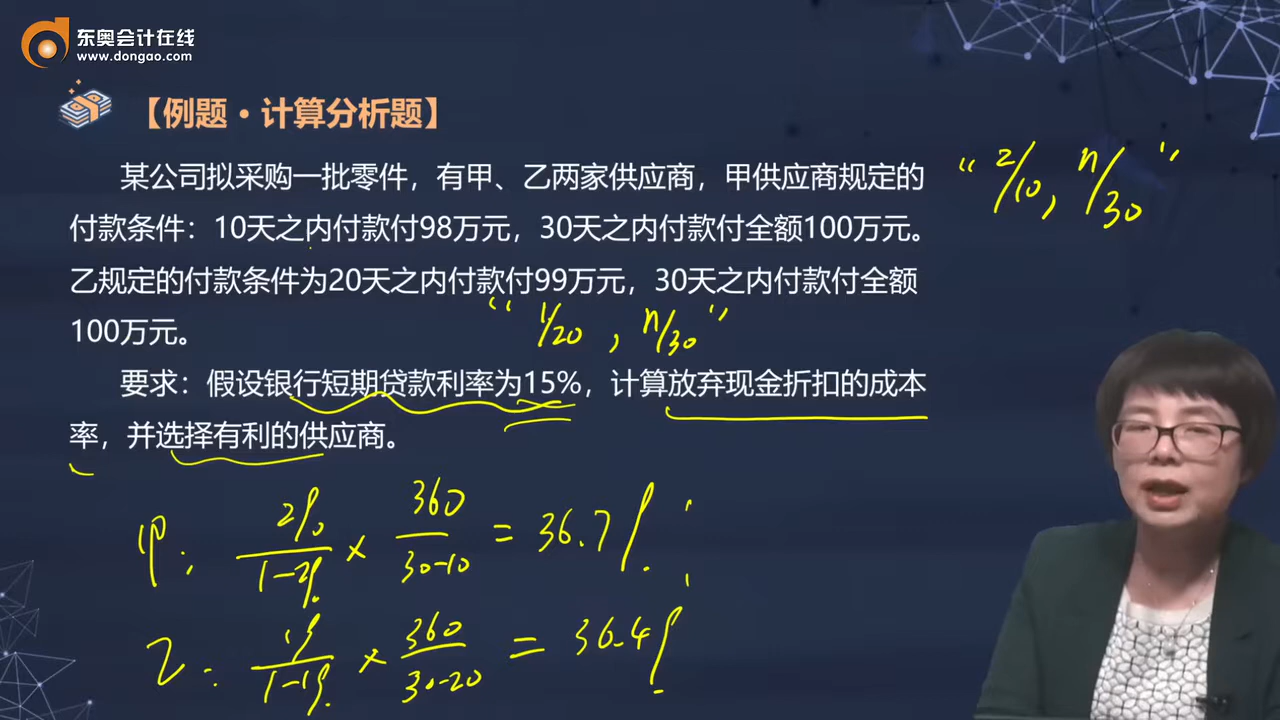 东奥会计在线
www.dongao.com
【例题·计算分析题】
某公司拟采购一批零件，有甲、乙两家供应商，甲供应商规定的
付款条件：10天之内付款付98万元，30天之内付款付全额100万元。
乙规定的付款条件为20天之内付款付99万元，30天之内付款付全额
100万元。
要求：假设银行短期贷款利率为15%，计算放弃现金折扣的成本
率，并选择有利的供应商。
“2/10，n/30”
“1/20，n/30”
甲：2%/1-2% × 360/30-10 = 36.7%
乙：1%/1-1% × 360/30-20 = 36.4%